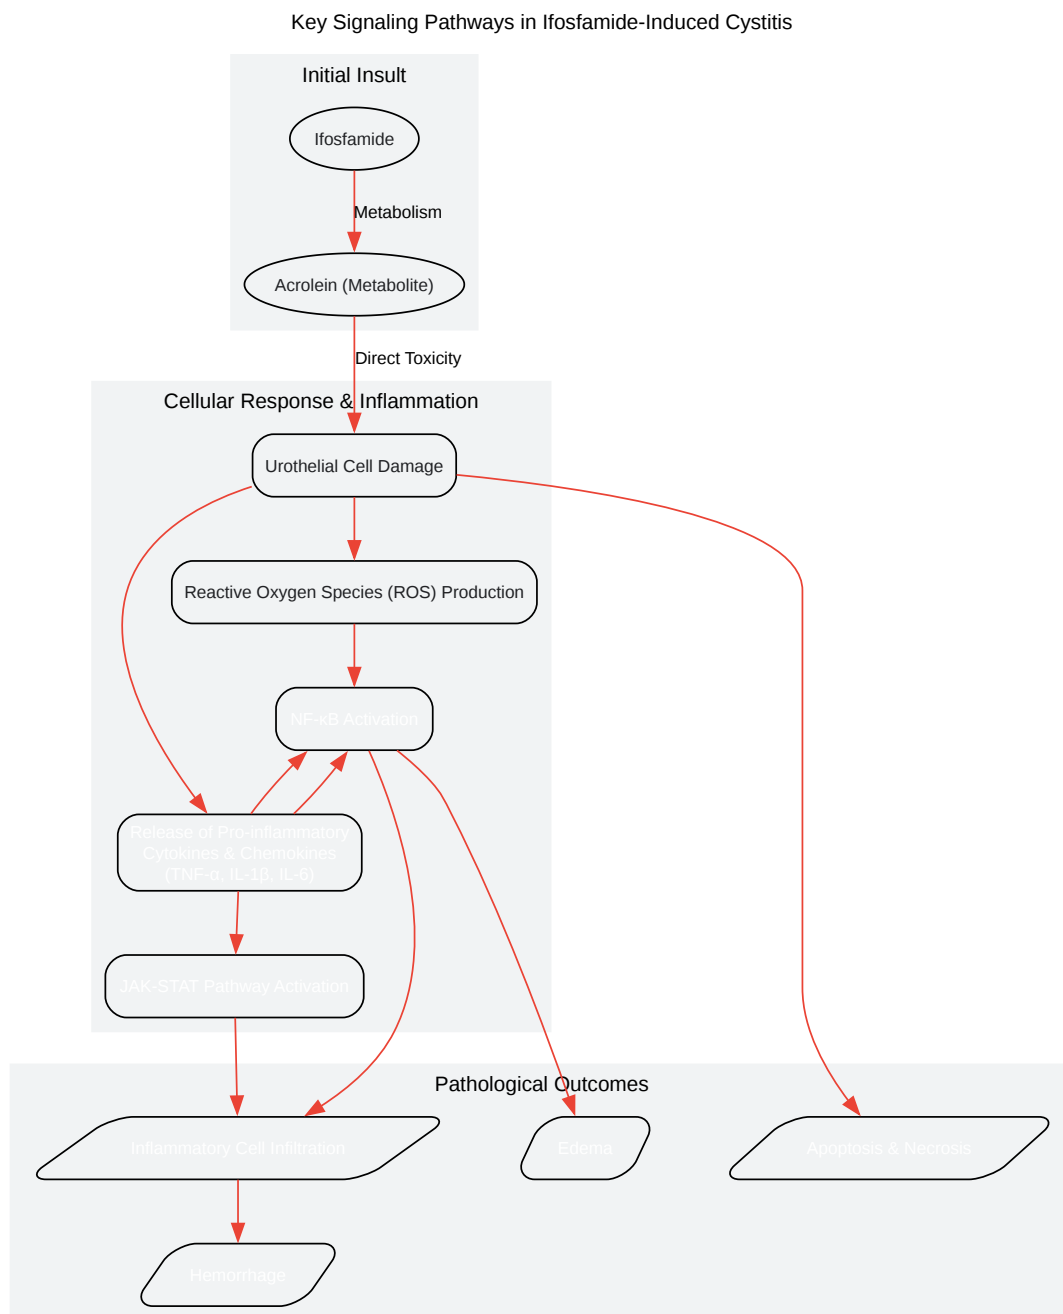 Key Signaling Pathways in Ifosfamide-Induced Cystitis
Initial Insult
Ifosfamide
Metabolism
Acrolein (Metabolite)
Direct Toxicity
Cellular Response & Inflammation
Urothelial Cell Damage
Reactive Oxygen Species (ROS) Production
NF-κB Activation
Release of Pro-inflammatory
Cytokines & Chemokines
(TNF-α, IL-1β, IL-6)
JAK-STAT Pathway Activation
Pathological Outcomes
Inflammatory Cell Infiltration
Edema
Apoptosis & Necrosis
Hemorrhage